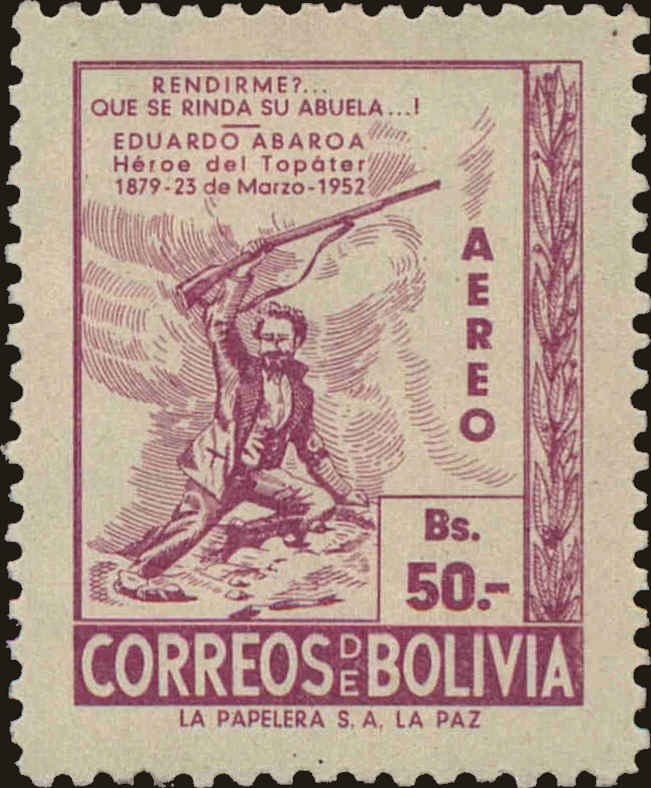 RENDIRME?...
QUE SE RINDA SU ABUELA...!
EDUARDO ABAROA
Héroe del Topáter
1879-23 de Marzo-1952
AEREO
Bs.
50.-
CORREOS DE BOLIVIA
LA PAPELERA S. A. LA PAZ